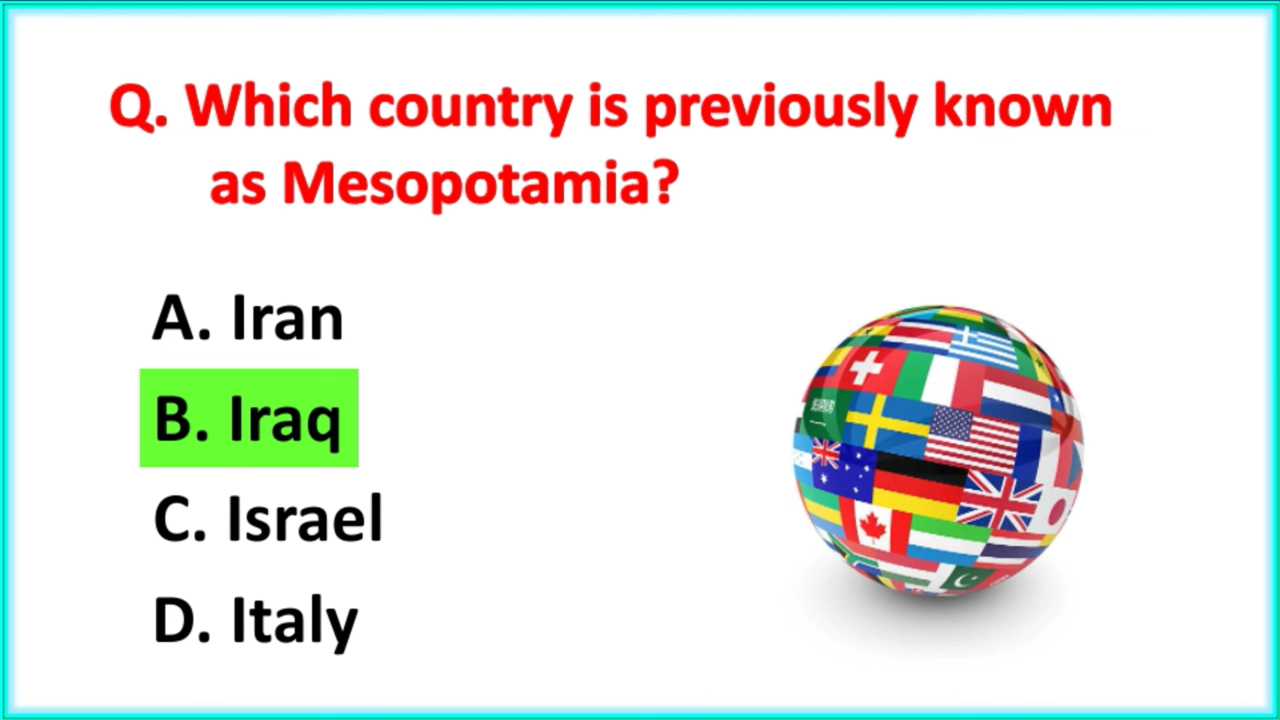 Q. Which country is previously known
as Mesopotamia?
A. Iran
B. Iraq
C. Israel
D. Italy